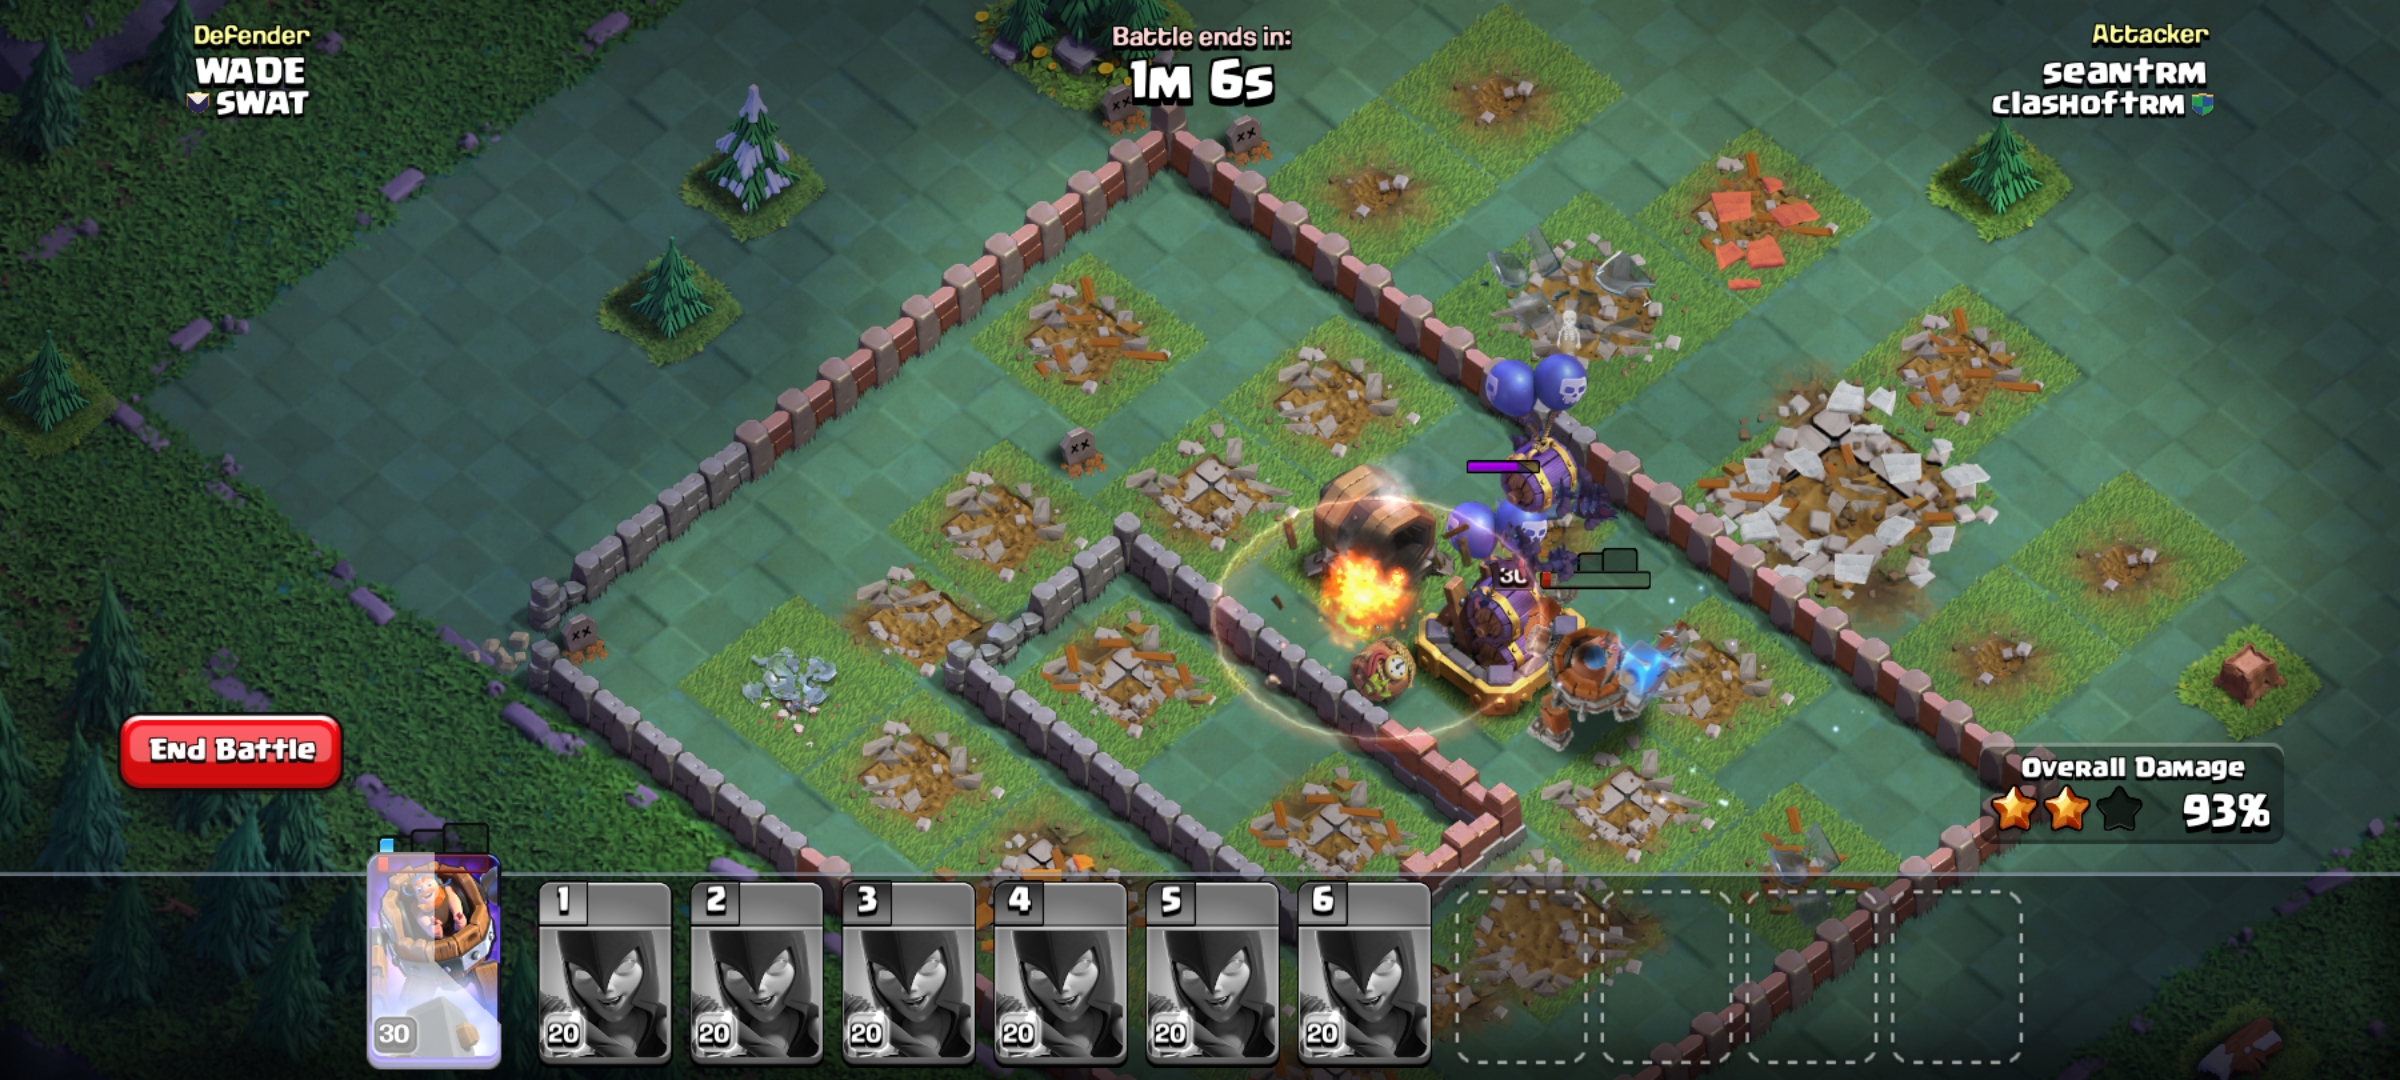 Defender
WADE
SWAT
Battle ends in:
1M 6S
Attacker
seantrm
clashoftrm
30
End Battle
Overall Damage
93%
30
1
2
3
4
5
6
20
20
20
20
20
20